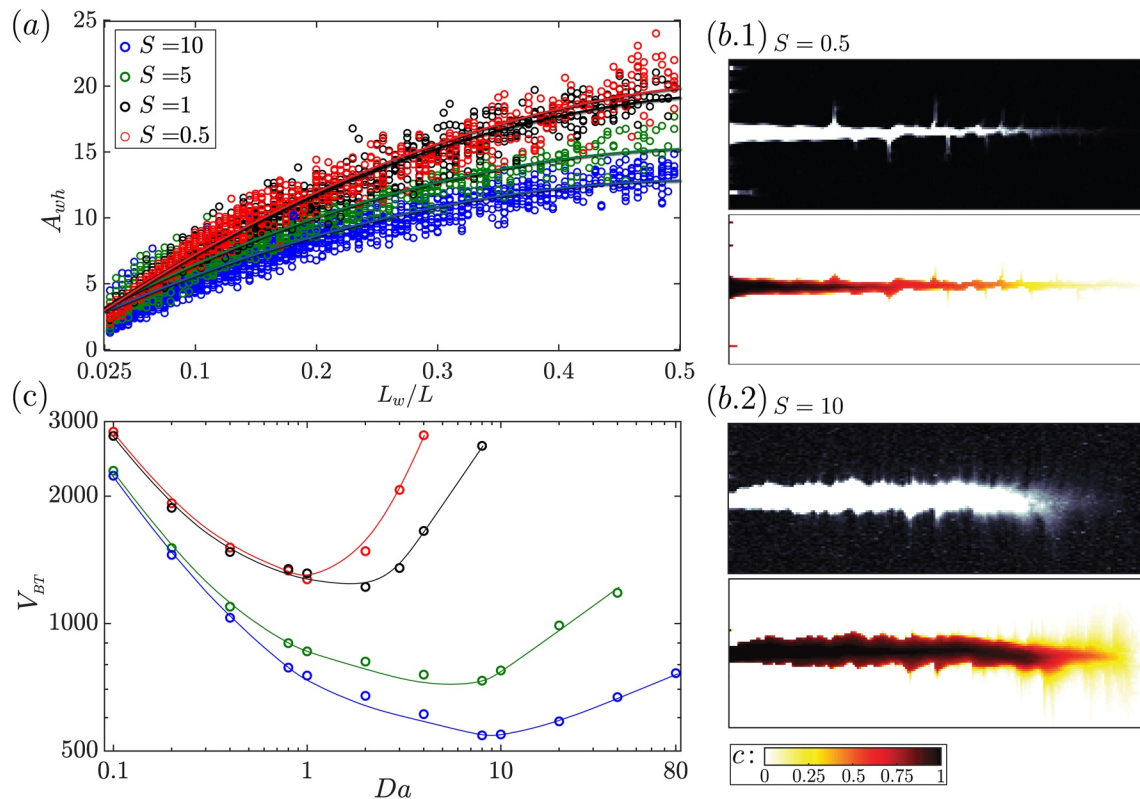 (a)
25
20
15
10
5
0
A_wh
S =10
S =5
S =1
S =0.5
0.025
0.1
0.2
0.3
0.4
0.5
L_w/L
(b.1) S = 0.5
(c)
3000
2000
1000
500
V_BT
0.1
1
10
80
Da
(b.2) S = 10
c:
0 0.25 0.5 0.75 1